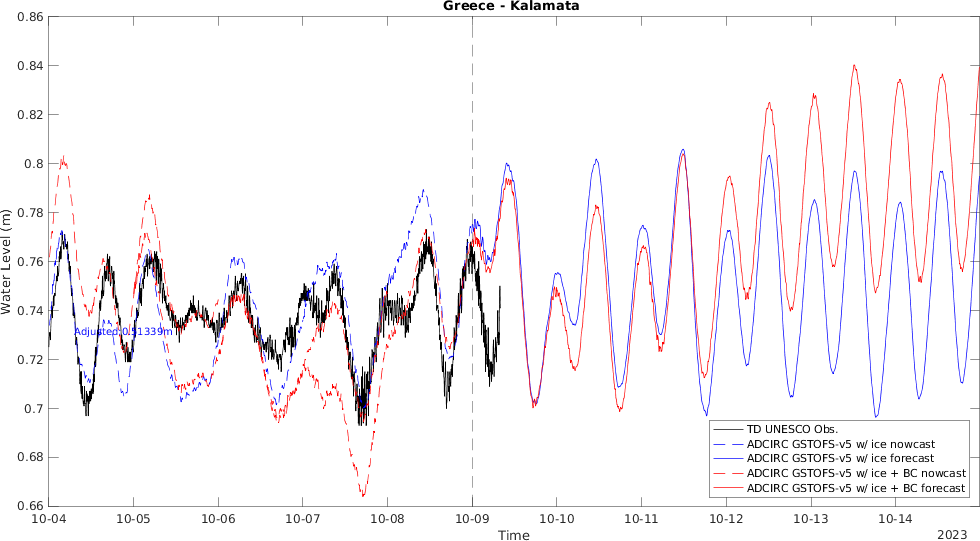 Greece - Kalamata
0.86
0.84
0.82
0.8
0.78
0.76
0.74
0.72
0.7
0.68
0.66
Water Level (m)
Adjusted 0.51339m
TD UNESCO Obs.
ADCIRC GSTOFS-v5 w/ ice nowcast
ADCIRC GSTOFS-v5 w/ ice forecast
ADCIRC GSTOFS-v5 w/ ice + BC nowcast
ADCIRC GSTOFS-v5 w/ ice + BC forecast
10-04 10-05 10-06 10-07 10-08 10-09 10-10 10-11 10-12 10-13 10-14
Time
2023